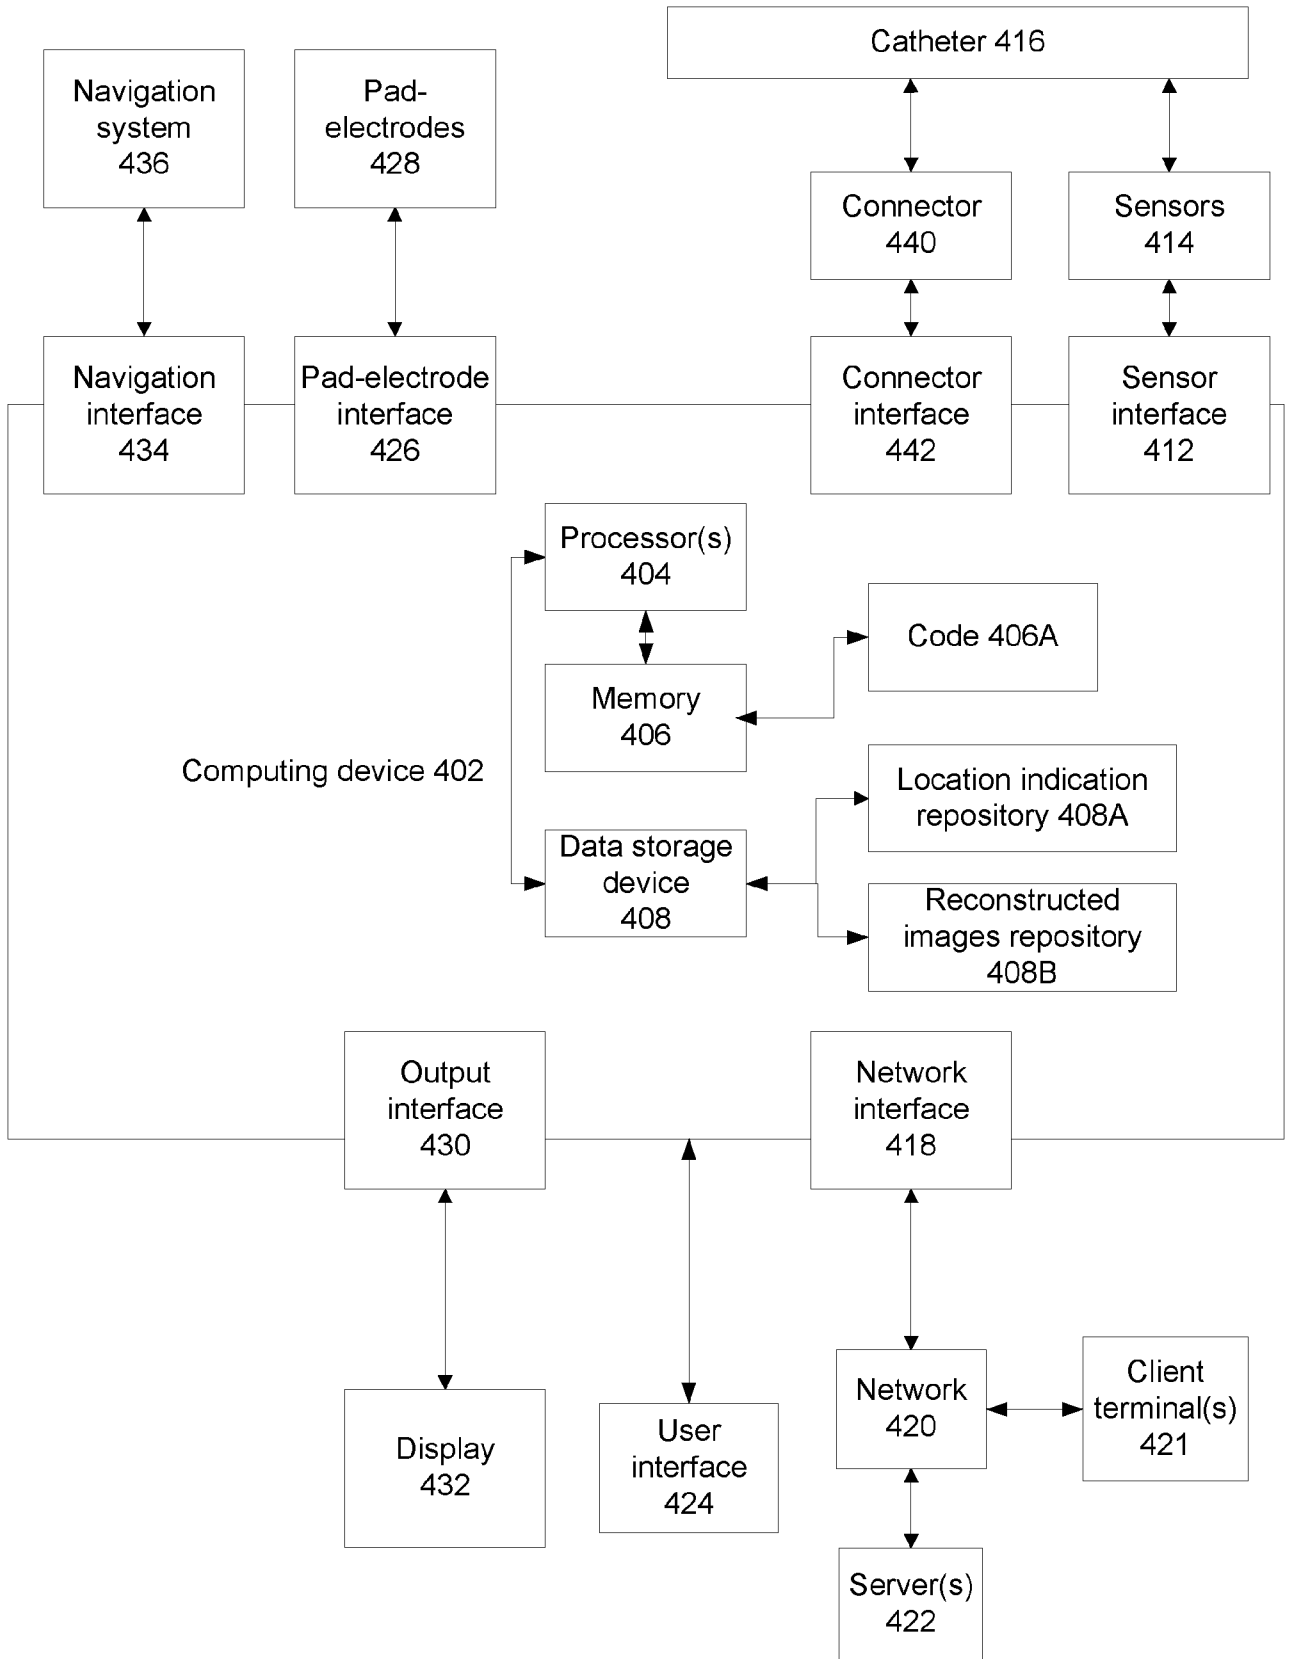 Catheter 416
Navigation
system
436
Pad-
electrodes
428
Connector
440
Sensors
414
Navigation
interface
434
Pad-electrode
interface
426
Connector
interface
442
Sensor
interface
412
Processor(s)
404
Code 406A
Memory
406
Computing device 402
Location indication
repository 408A
Data storage
device
408
Reconstructed
images repository
408B
Output
interface
430
Network
interface
418
Display
432
User
interface
424
Network
420
Client
terminal(s)
421
Server(s)
422